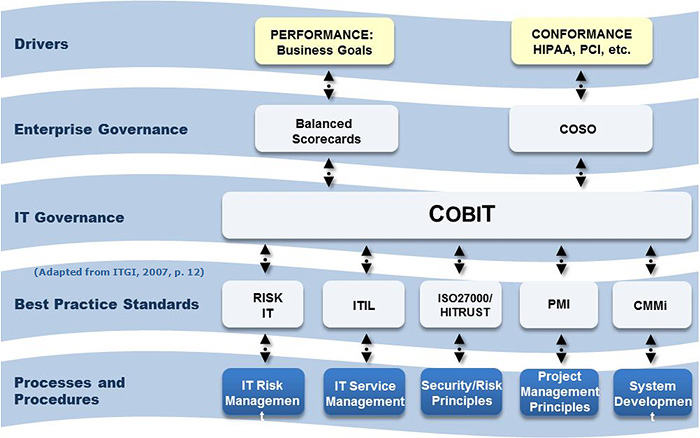 Drivers
PERFORMANCE:
Business Goals
CONFORMANCE
HIPAA, PCI, etc.
Enterprise Governance
Balanced
Scorecards
COSO
IT Governance
COBIT
(Adapted from ITGI, 2007, p. 12)
Best Practice Standards
RISK
IT
ITIL
ISO27000/
HITRUST
PMI
CMMi
Processes and
Procedures
IT Risk
Managemen
t
IT Service
Management
Security/Risk
Principles
Project
Management
Principles
System
Developmen
t